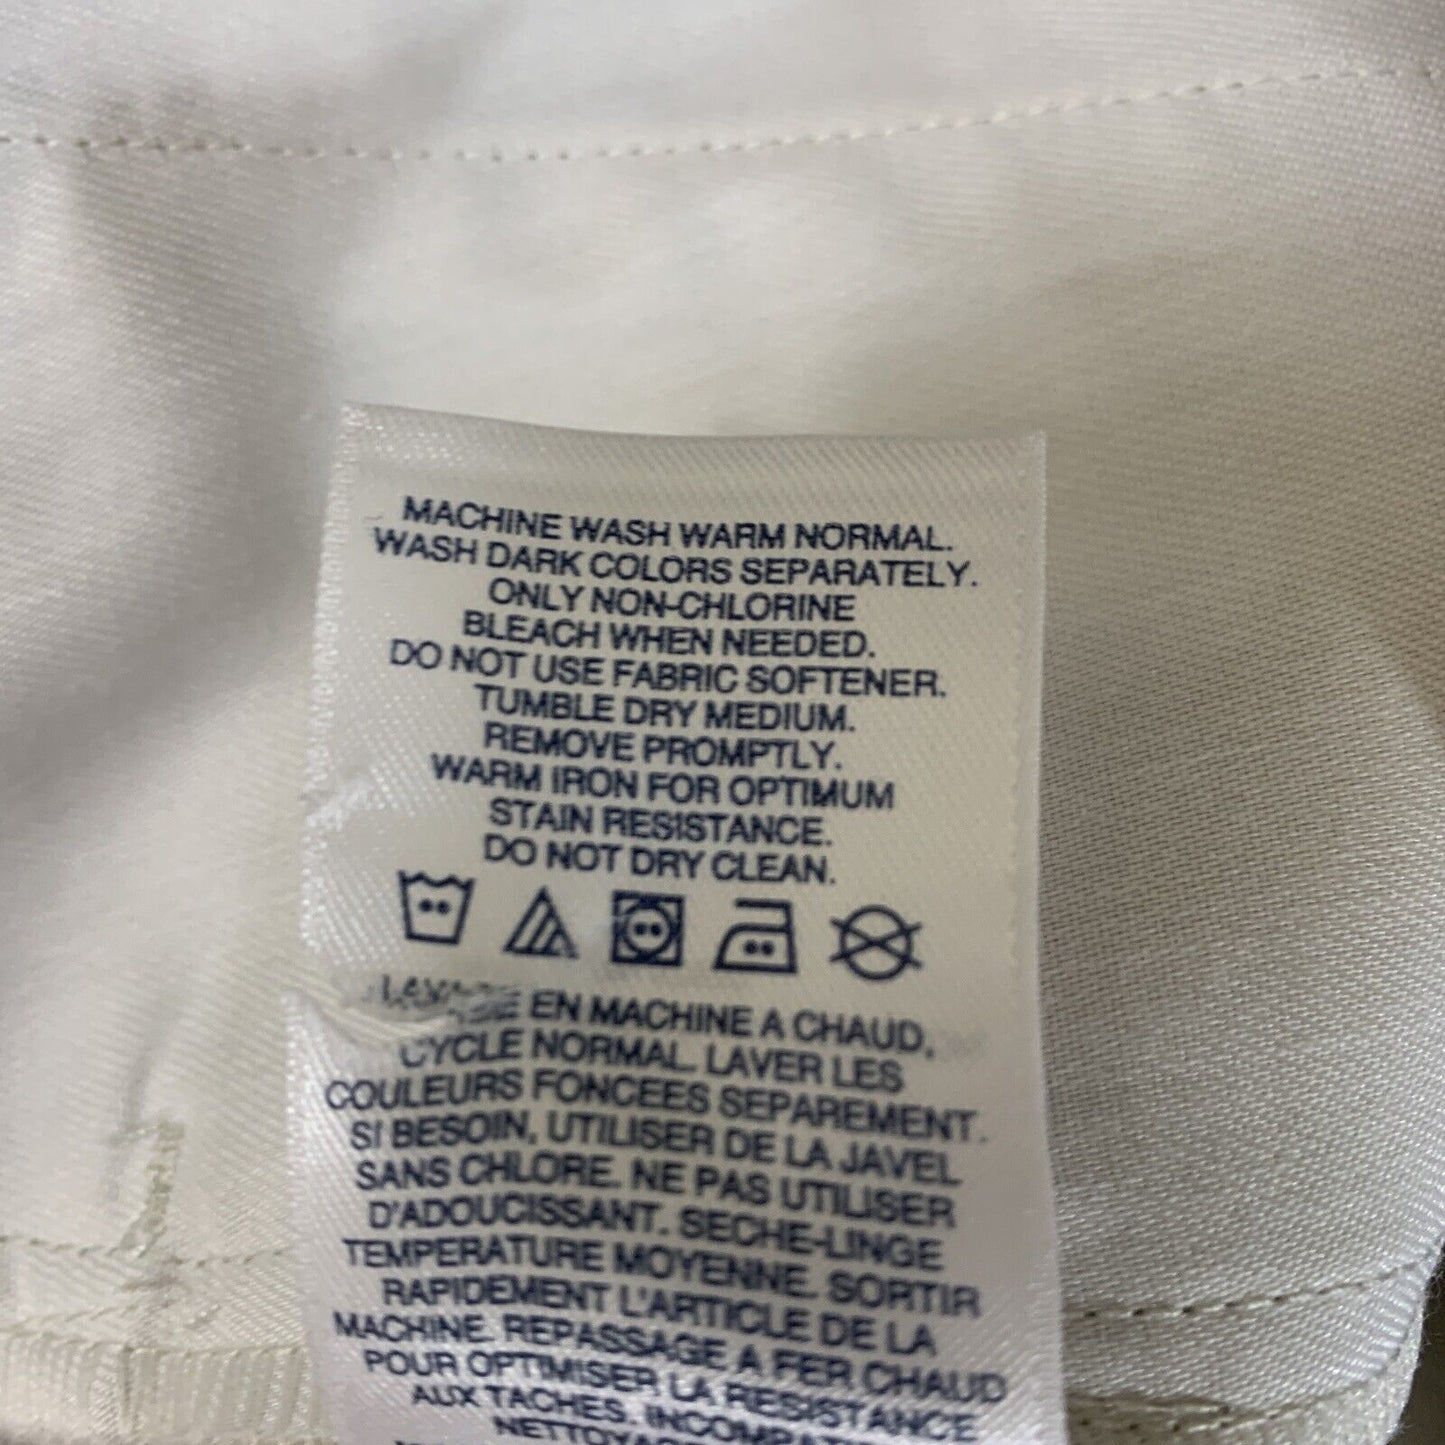 MACHINE WASH WARM NORMAL.
WASH DARK COLORS SEPARATELY.
ONLY NON-CHLORINE
BLEACH WHEN NEEDED.
DO NOT USE FABRIC SOFTENER.
TUMBLE DRY MEDIUM.
REMOVE PROMPTLY.
WARM IRON FOR OPTIMUM
STAIN RESISTANCE.
DO NOT DRY CLEAN.
EN MACHINE A CHAUD,
CYCLE NORMAL. LAVER LES
COULEURS FONCEES SEPAREMENT.
SI BESOIN, UTILISER DE LA JAVEL
SANS CHLORE. NE PAS UTILISER
D'ADOUCISSANT. SECHE-LINGE
TEMPERATURE MOYENNE. SORTIR
RAPIDEMENT L'ARTICLE DE LA
MACHINE. REPASSAGE A FER CHAUD
POUR OPTIMISER LA RESISTANCE
AUX TACHES.